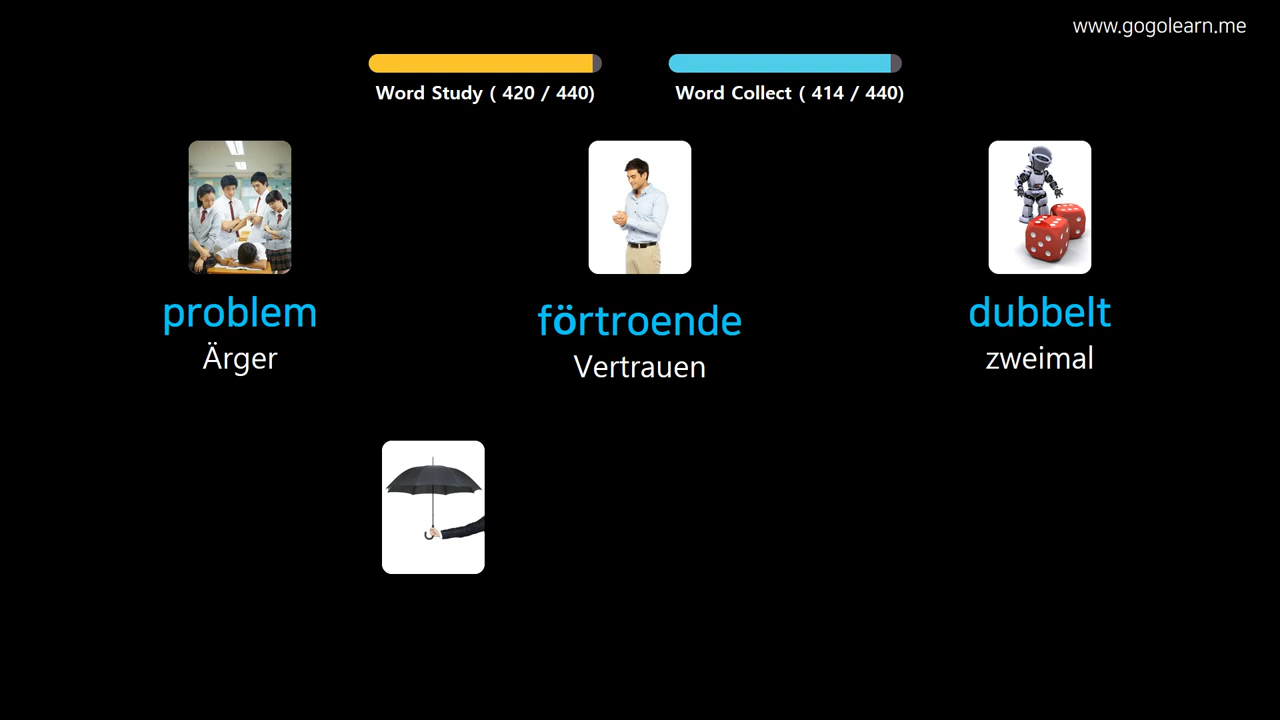 www.gogolearn.me
Word Study ( 420 / 440)
Word Collect ( 414 / 440)
problem
Ärger
förtroende
Vertrauen
dubbelt
zweimal